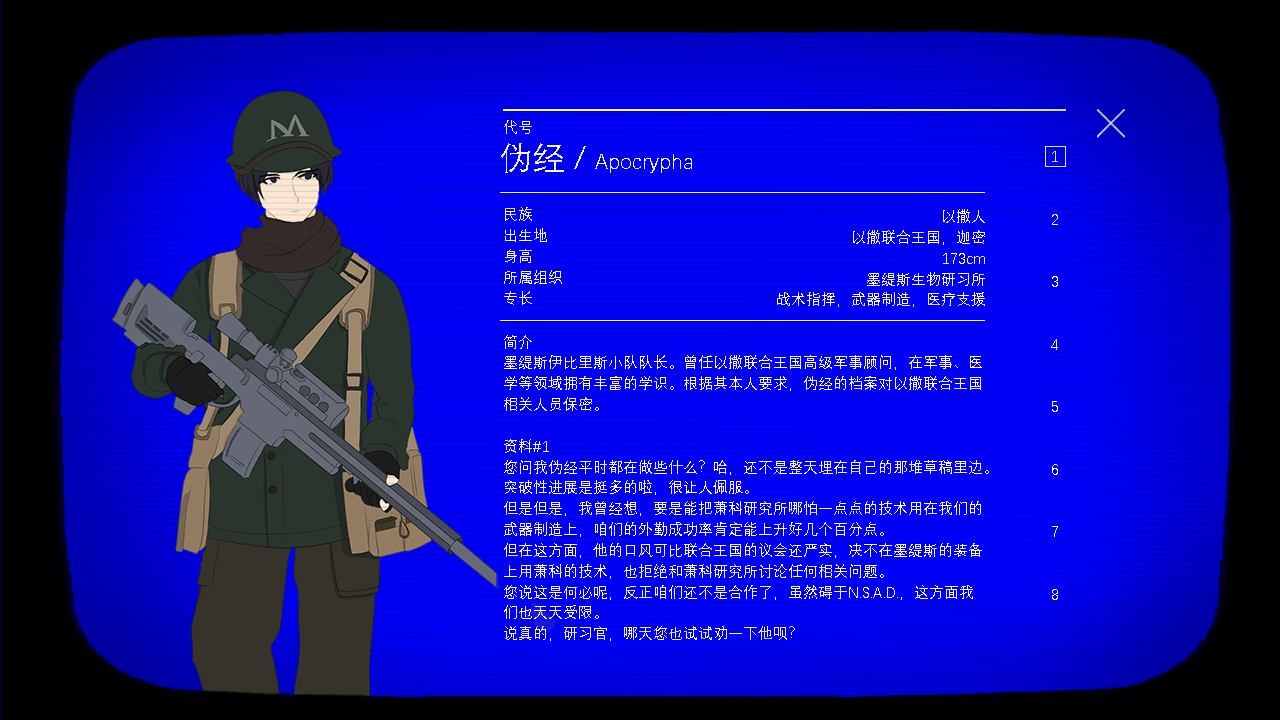 M
代号
伪经 / Apocrypha
1
民族 以撒人
2
出生地 以撒联合王国，迦密
身高 173cm
所属组织 墨缇斯生物研习所
3
专长 战术指挥，武器制造，医疗支援
简介
4
墨缇斯伊比里斯小队队长。曾任以撒联合王国高级军事顾问，在军事、医
学等领域拥有丰富的学识。根据其本人要求，伪经的档案对以撒联合王国
相关人员保密。
5
资料#1
您问我伪经平时都在做些什么？哈，还不是整天埋在自己的那堆草稿里边。
6
突破性进展是挺多的啦，很让人佩服。
但是但是，我曾经想，要是能把萧科研究所哪怕一点点的技术用在我们的
武器制造上，咱们的外勤成功率肯定能上升好几个百分点。
7
但在这方面，他的口风可比联合王国的议会还严实，决不在墨缇斯的装备
上用萧科的技术，也拒绝和萧科研究所讨论任何相关问题。
您说这是何必呢，反正咱们还不是合作了，虽然碍于N.S.A.D.，这方面我
8
们也天天受限。
说真的，研习官，哪天您也试试劝一下他呗？